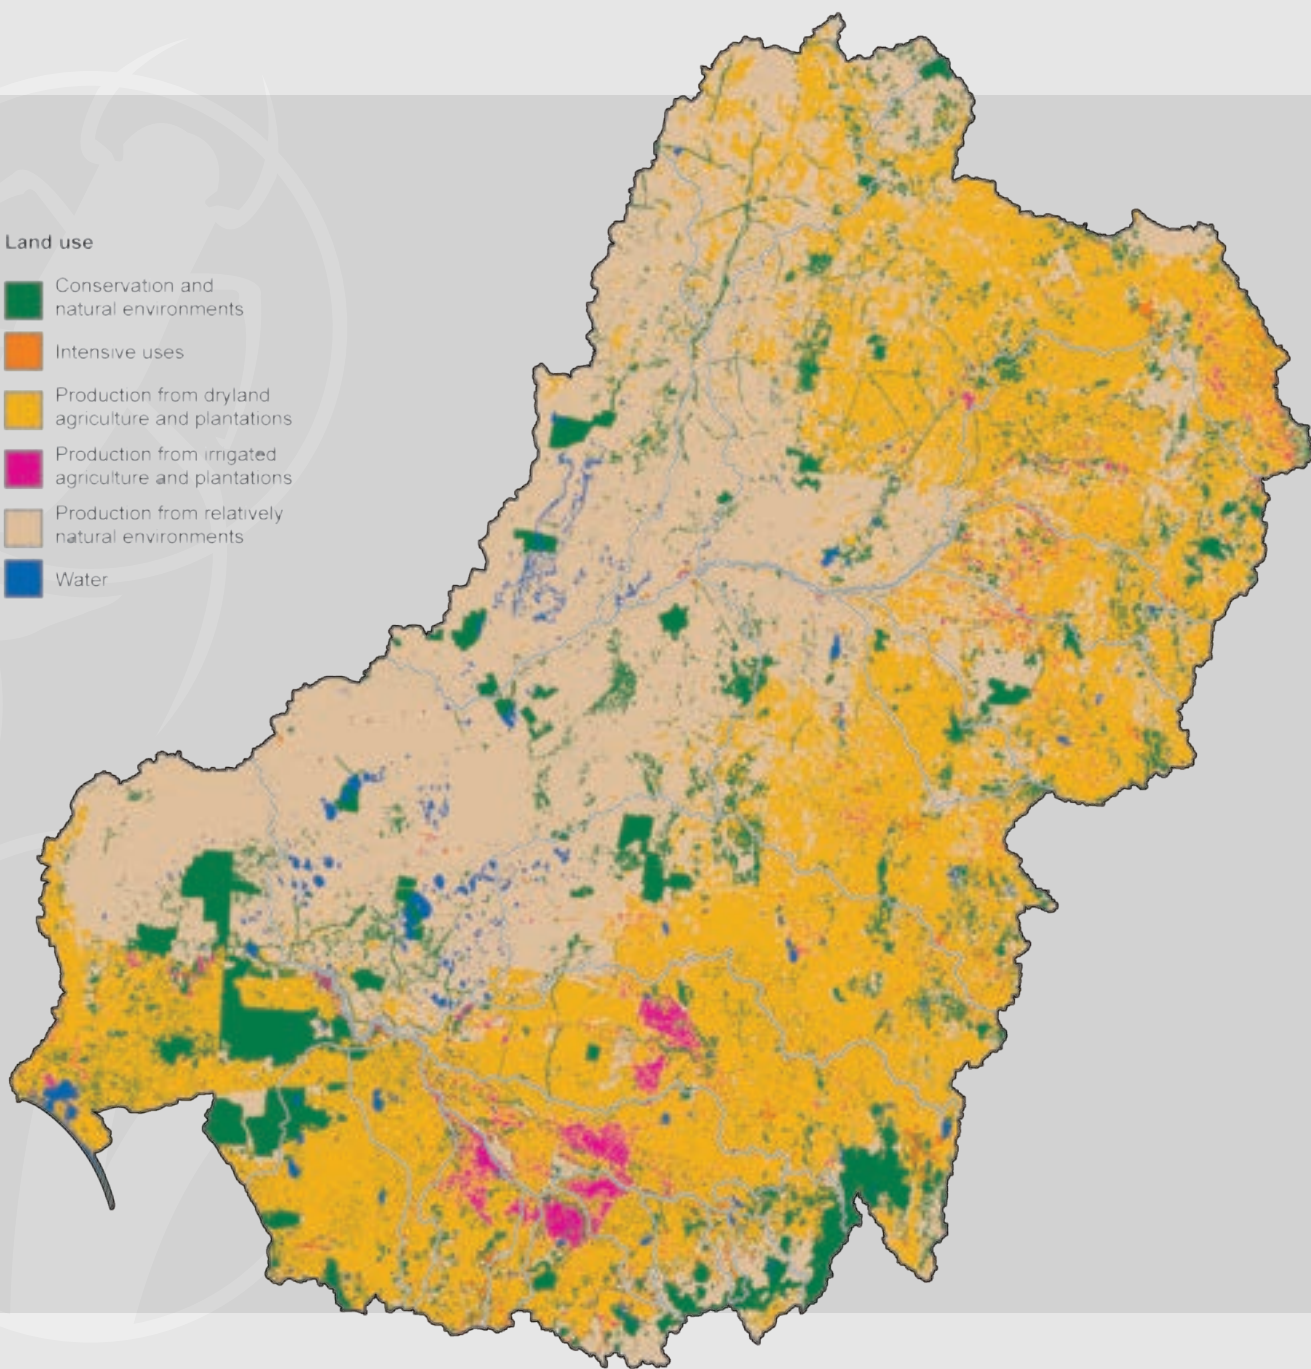 Land use
Conservation and
natural environments
Intensive uses
Production from dryland
agriculture and plantations
Production from irrigated
agriculture and plantations
Production from relatively
natural environments
Water